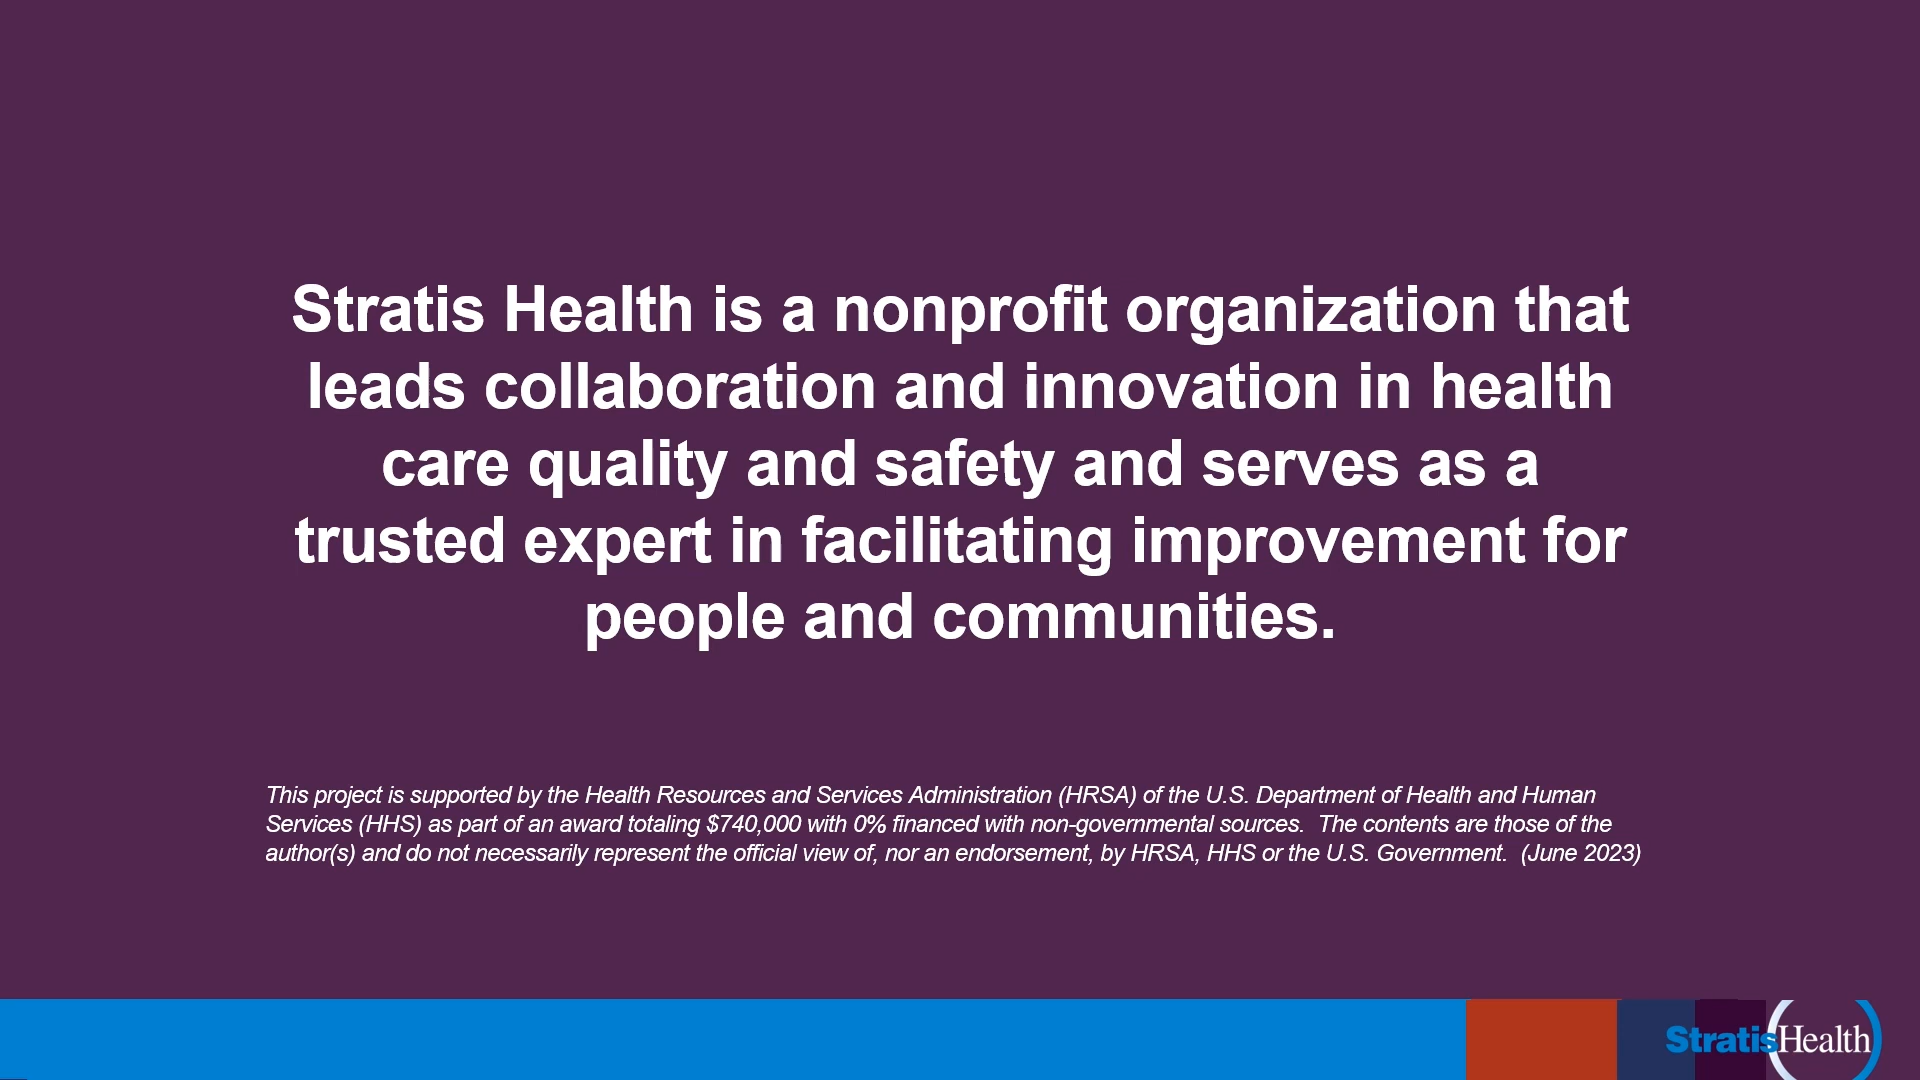 Stratis Health is a nonprofit organization that
leads collaboration and innovation in health
care quality and safety and serves as a
trusted expert in facilitating improvement for
people and communities.
This project is supported by the Health Resources and Services Administration (HRSA) of the U.S. Department of Health and Human
Services (HHS) as part of an award totaling $740,000 with 0% financed with non-governmental sources.  The contents are those of the
author(s) and do not necessarily represent the official view of, nor an endorsement, by HRSA, HHS or the U.S. Government.  (June 2023)
StratisHealth